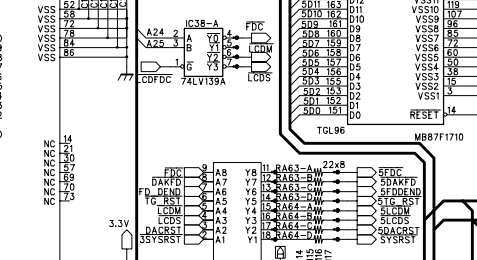 VSS 52
VSS 58
VSS 72
VSS 78
VSS 84
VSS 86
IC38-A
A24 2 A Y0 4 FDC
A25 3 B Y1
Y2 LCDM
1 G Y3
LCDFDC
74LV139A
LCDS
5D11 163 D11
5D10 162 D10
5D9 161 D9
5D8 160 D8
5D7 159 D7
5D6 158 D6
5D5 157 D5
5D4 156 D4
5D3 155 D3
5D2 153 D2
5D1 152 D1
5D0 151 D0
VSS11 119
VSS10 107
VSS9 96
VSS8 85
VSS7 72
VSS6 60
VSS5 50
VSS4 38
VSS3 15
VSS2 3
VSS1
RESET 14
TGL96
MB87F1710
NC 14
NC 21
NC 30
NC 57
NC 69
NC 70
NC 73
3.3V
FDC 9 A8 Y8 11 RA63-A 22x8 5FDC
DAKFD 8 A7 Y7 12 RA63-B 5DAKFD
FD_DEND 7 A6 Y6 13 RA63-C 5FDDEND
TG_RST 6 A5 Y5 14 RA63-D 5TG_RST
LCDM 5 A4 Y4 15 RA64-A 5LCDM
LCDS 4 A3 Y3 16 RA64-B 5LCDS
DACRST 3 A2 Y2 17 RA64-C 5DACRST
3SYSRST 2 A1 Y1 18 RA64-D SYSRST
A
14
115
116
117